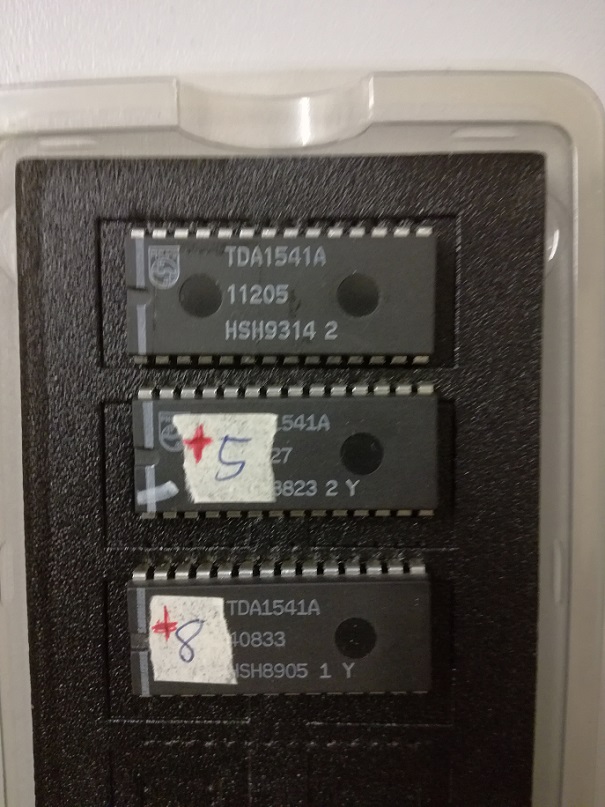 TDA1541A
11205
HSH9314 2
1541A
+5
27
8823 2 Y
TDA1541A
+8
40833
HSH8905 1 Y